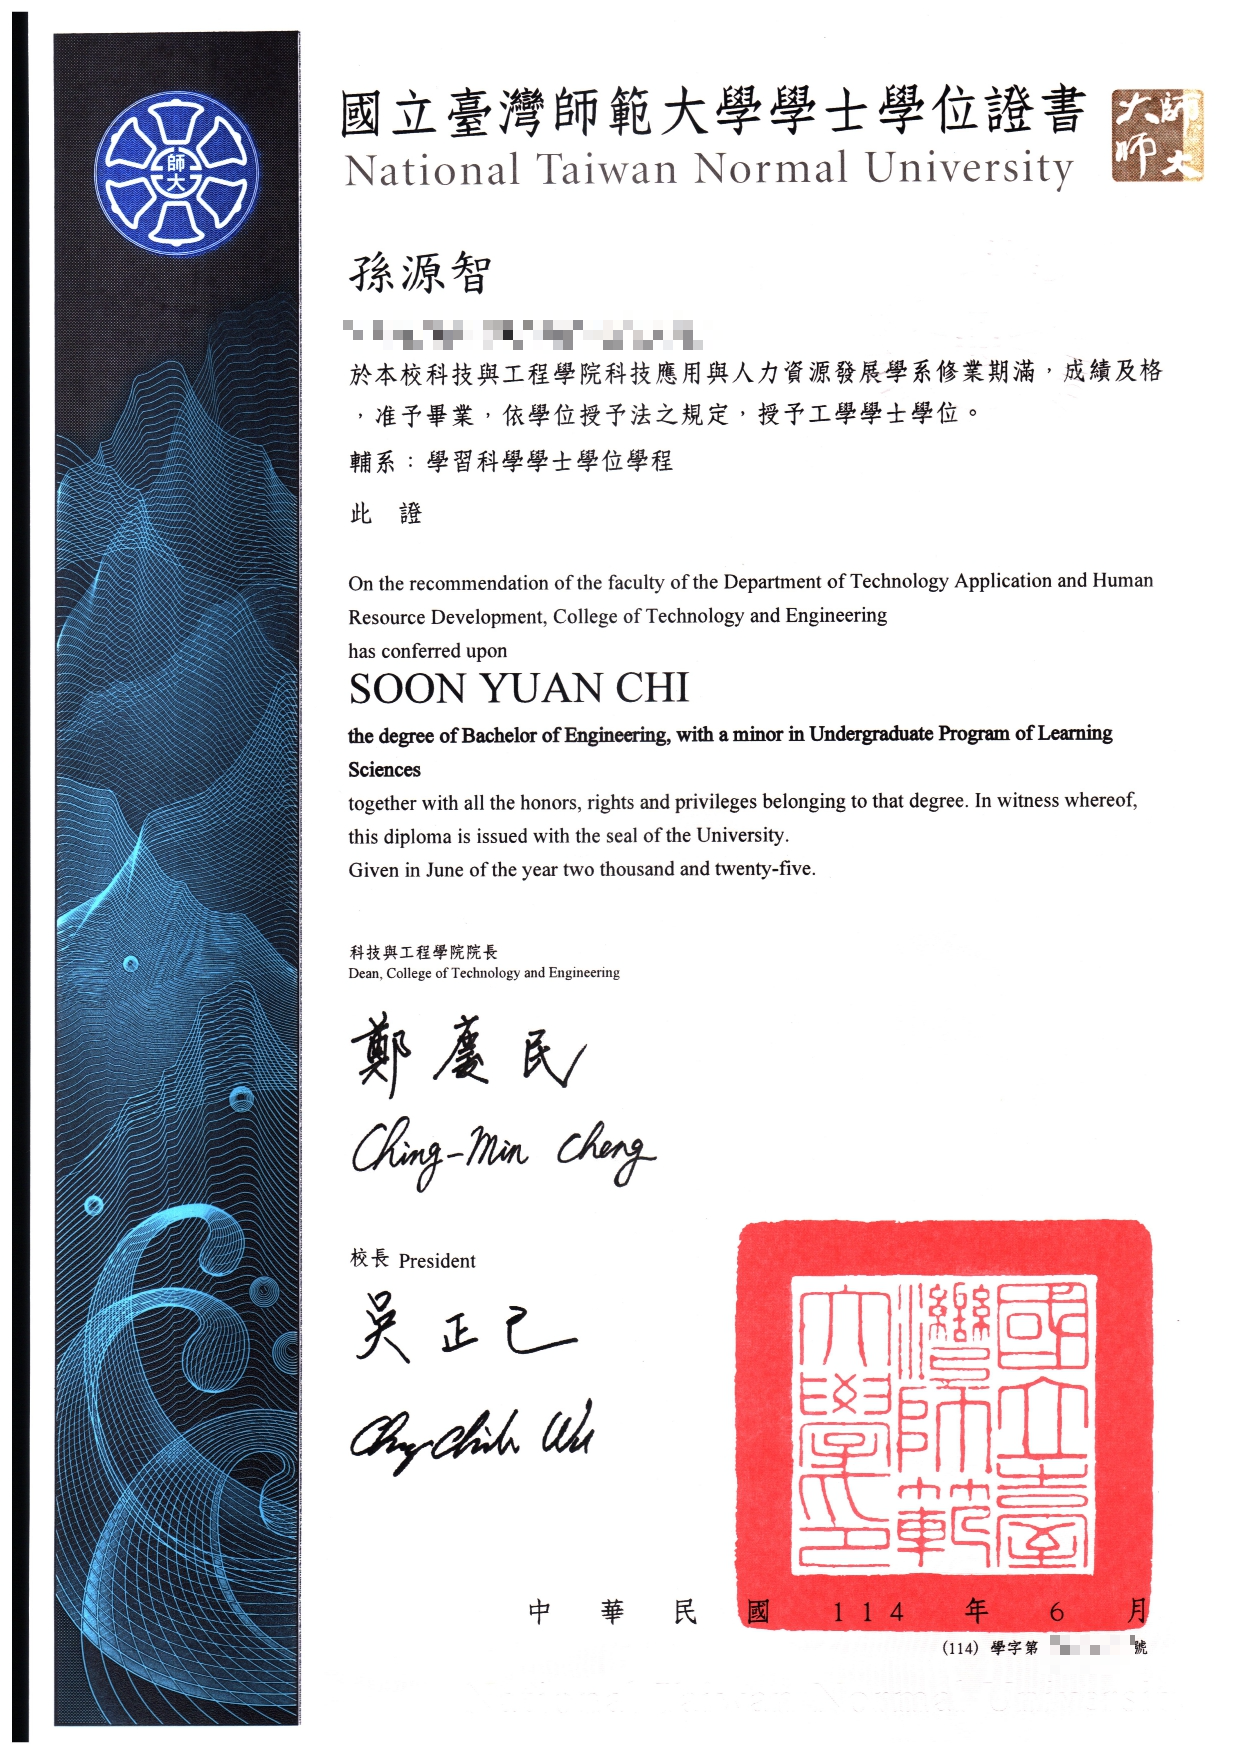 國立臺灣師範大學學士學位證書
National Taiwan Normal University
師大
師大
大師
孫源智
於本校科技與工程學院科技應用與人力資源發展學系修業期滿，成績及格
，准予畢業，依學位授予法之規定，授予工學學士學位。
輔系：學習科學學士學位學程
此 證
On the recommendation of the faculty of the Department of Technology Application and Human
Resource Development, College of Technology and Engineering
has conferred upon
SOON YUAN CHI
the degree of Bachelor of Engineering, with a minor in Undergraduate Program of Learning
Sciences
together with all the honors, rights and privileges belonging to that degree. In witness whereof,
this diploma is issued with the seal of the University.
Given in June of the year two thousand and twenty-five.
科技與工程學院院長
Dean, College of Technology and Engineering
鄭慶民
Ching-Min Cheng
校長 President
吳正己
Wu
國立臺
灣師範
大學印
中華民國 114 年 6 月
(114) 學字第 號